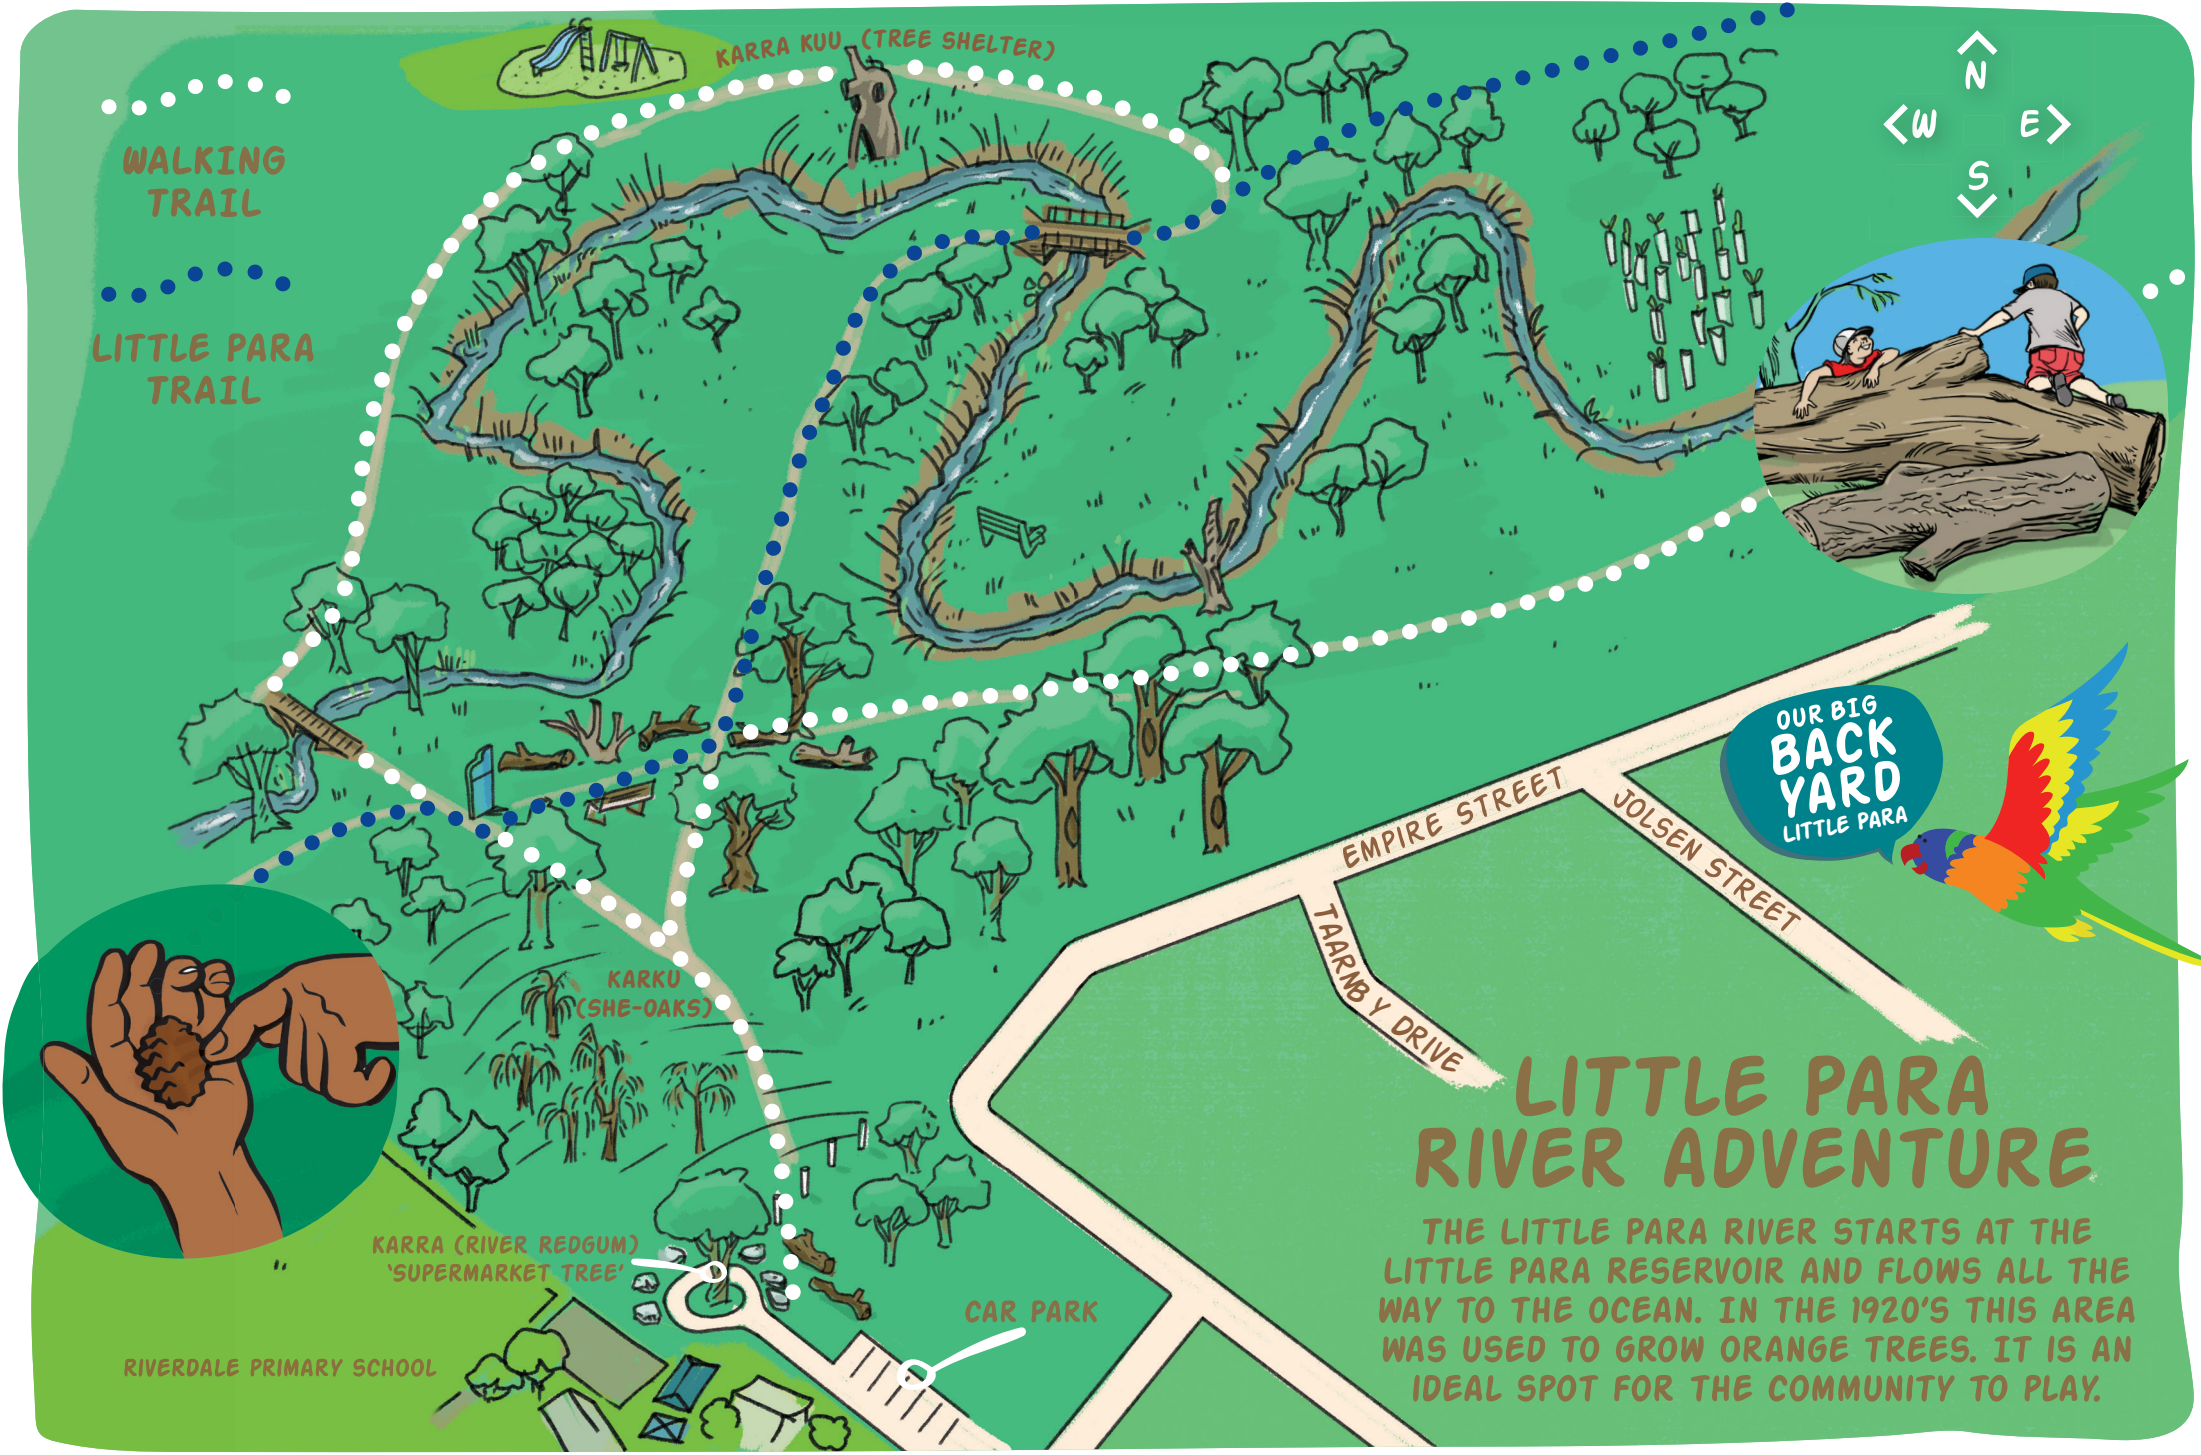 KARRA KUU (TREE SHELTER)
N
W E
S
WALKING
TRAIL
LITTLE PARA
TRAIL
OUR BIG
BACK
YARD
LITTLE PARA
EMPIRE STREET
JOLSEN STREET
TAARNBY DRIVE
KARKU
(SHE-OAKS)
LITTLE PARA
RIVER ADVENTURE
THE LITTLE PARA RIVER STARTS AT THE
LITTLE PARA RESERVOIR AND FLOWS ALL THE
WAY TO THE OCEAN. IN THE 1920'S THIS AREA
WAS USED TO GROW ORANGE TREES. IT IS AN
IDEAL SPOT FOR THE COMMUNITY TO PLAY.
KARRA (RIVER REDGUM)
'SUPERMARKET TREE'
CAR PARK
RIVERDALE PRIMARY SCHOOL